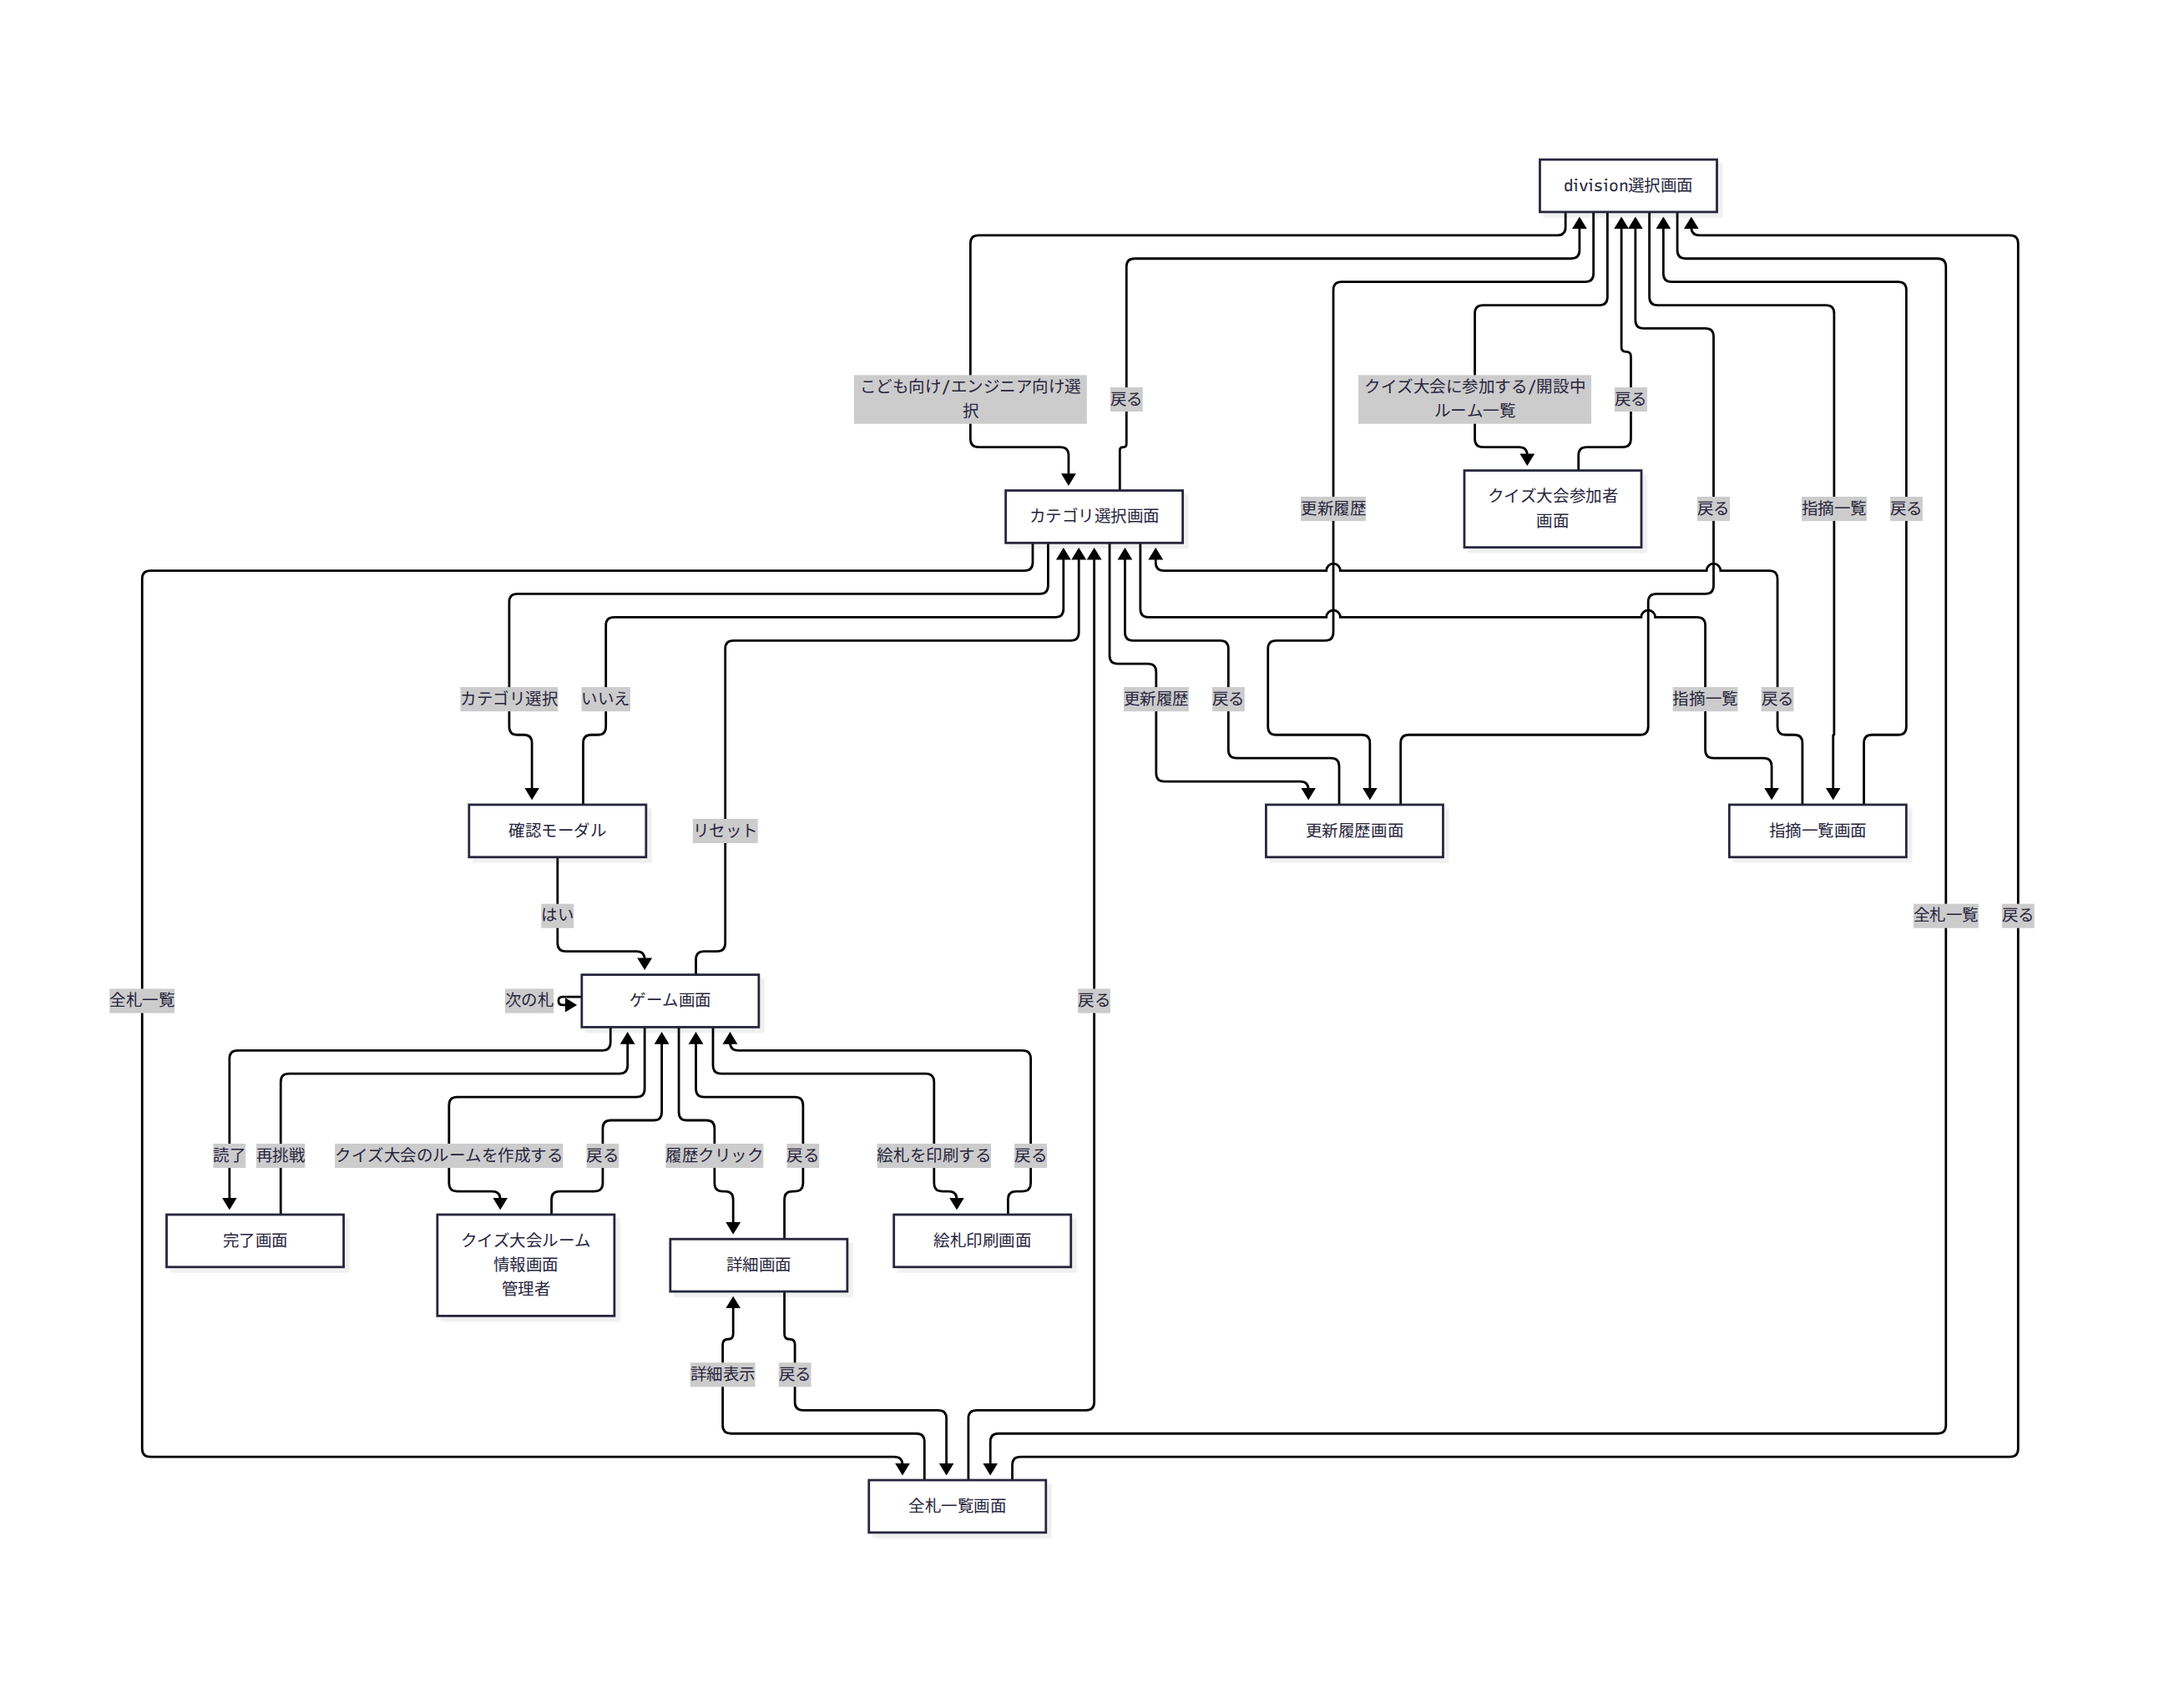 division選択画面
こども向け/エンジニア向け選
択
戻る
クイズ大会に参加する/開設中
ルーム一覧
戻る
カテゴリ選択画面
更新履歴
クイズ大会参加者
画面
戻る
指摘一覧
戻る
カテゴリ選択
いいえ
更新履歴
戻る
指摘一覧
戻る
確認モーダル
リセット
更新履歴画面
指摘一覧画面
はい
全札一覧
戻る
全札一覧
次の札
ゲーム画面
戻る
読了
再挑戦
クイズ大会のルームを作成する
戻る
履歴クリック
戻る
絵札を印刷する
戻る
完了画面
クイズ大会ルーム
情報画面
管理者
詳細画面
絵札印刷画面
詳細表示
戻る
全札一覧画面